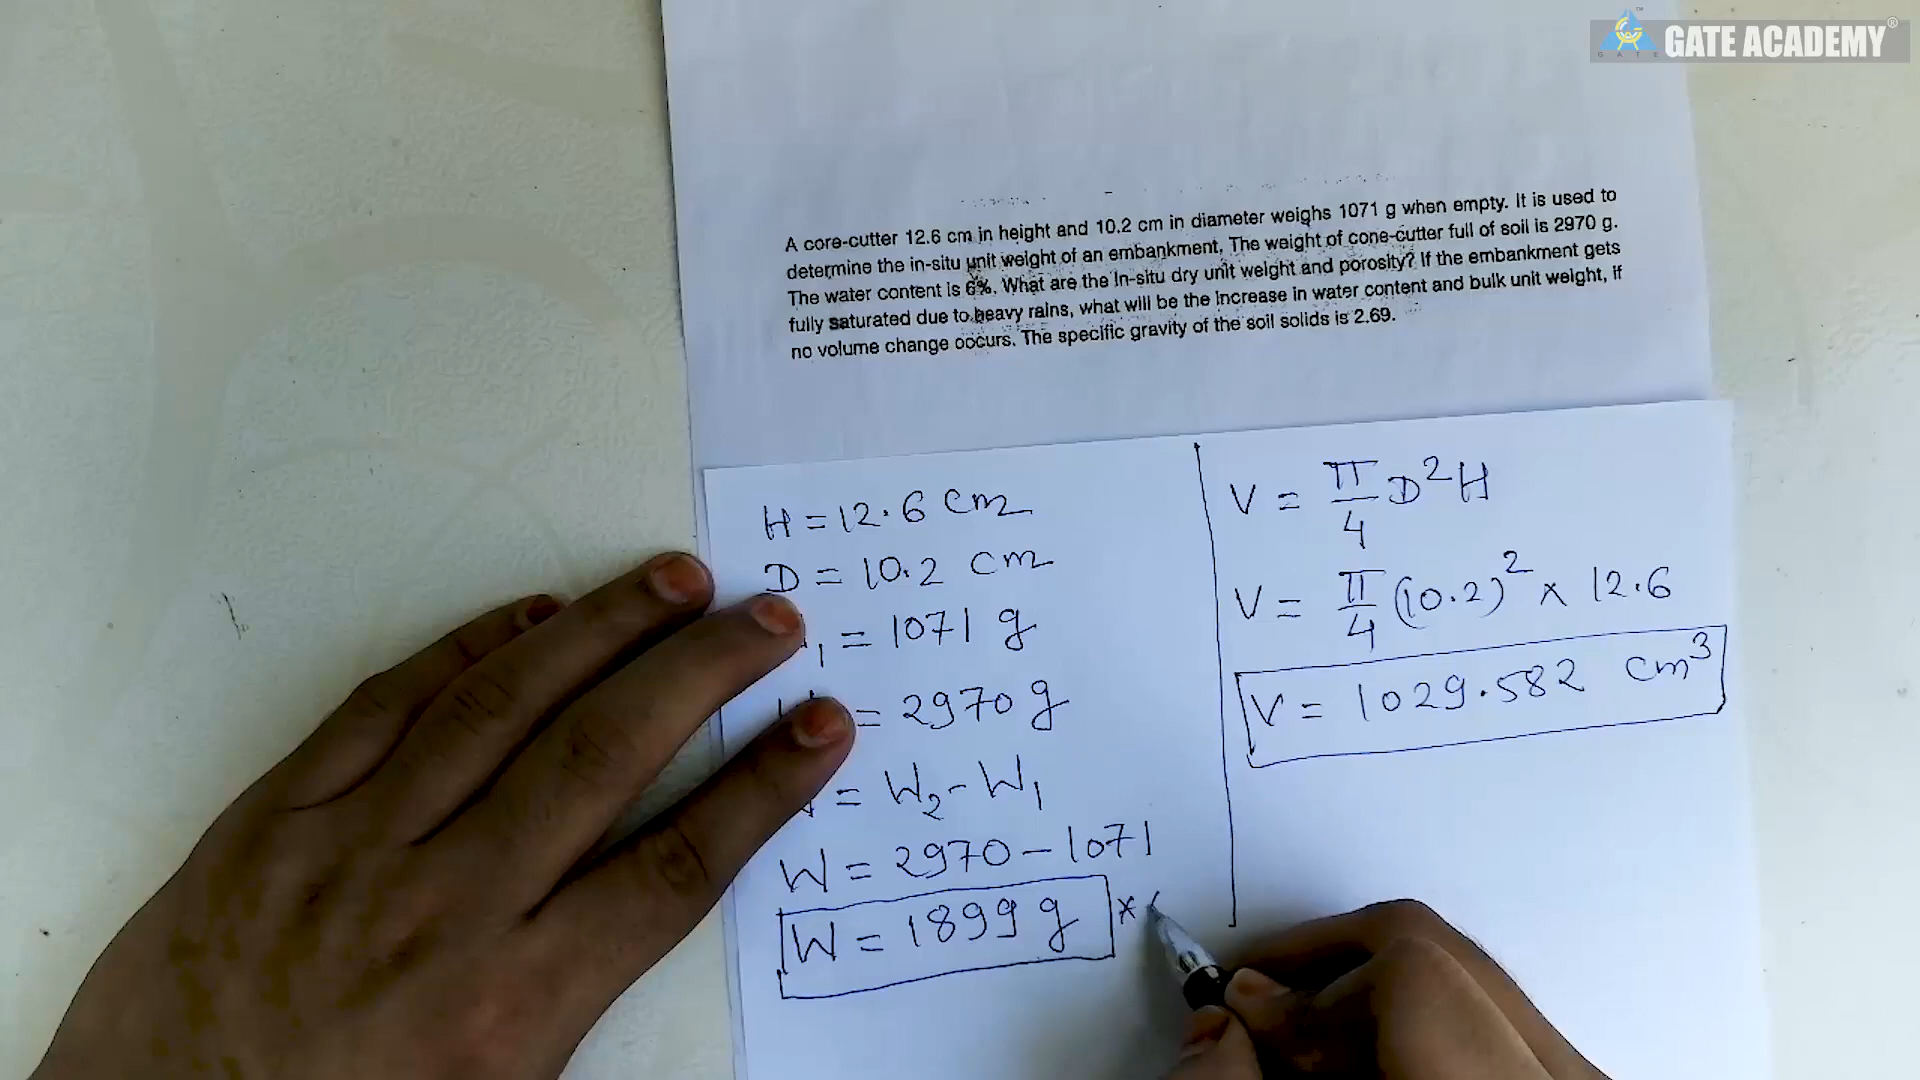 GATE ACADEMY®
A core-cutter 12.6 cm in height and 10.2 cm in diameter weighs 1071 g when empty. It is used to
determine the in-situ unit weight of an embankment, The weight of cone-cutter full of soil is 2970 g.
The water content is 6%. What are the in-situ dry unit weight and porosity? If the embankment gets
fully saturated due to heavy rains, what will be the increase in water content and bulk unit weight, if
no volume change occurs. The specific gravity of the soil solids is 2.69.
H = 12.6 cm
D = 10.2 cm
1 = 1071 g
= 2970 g
= W2 - W1
W = 2970 - 1071
W = 1899 g
V = π/4 D²H
V = π/4 (10.2)² × 12.6
V = 1029.582 cm³